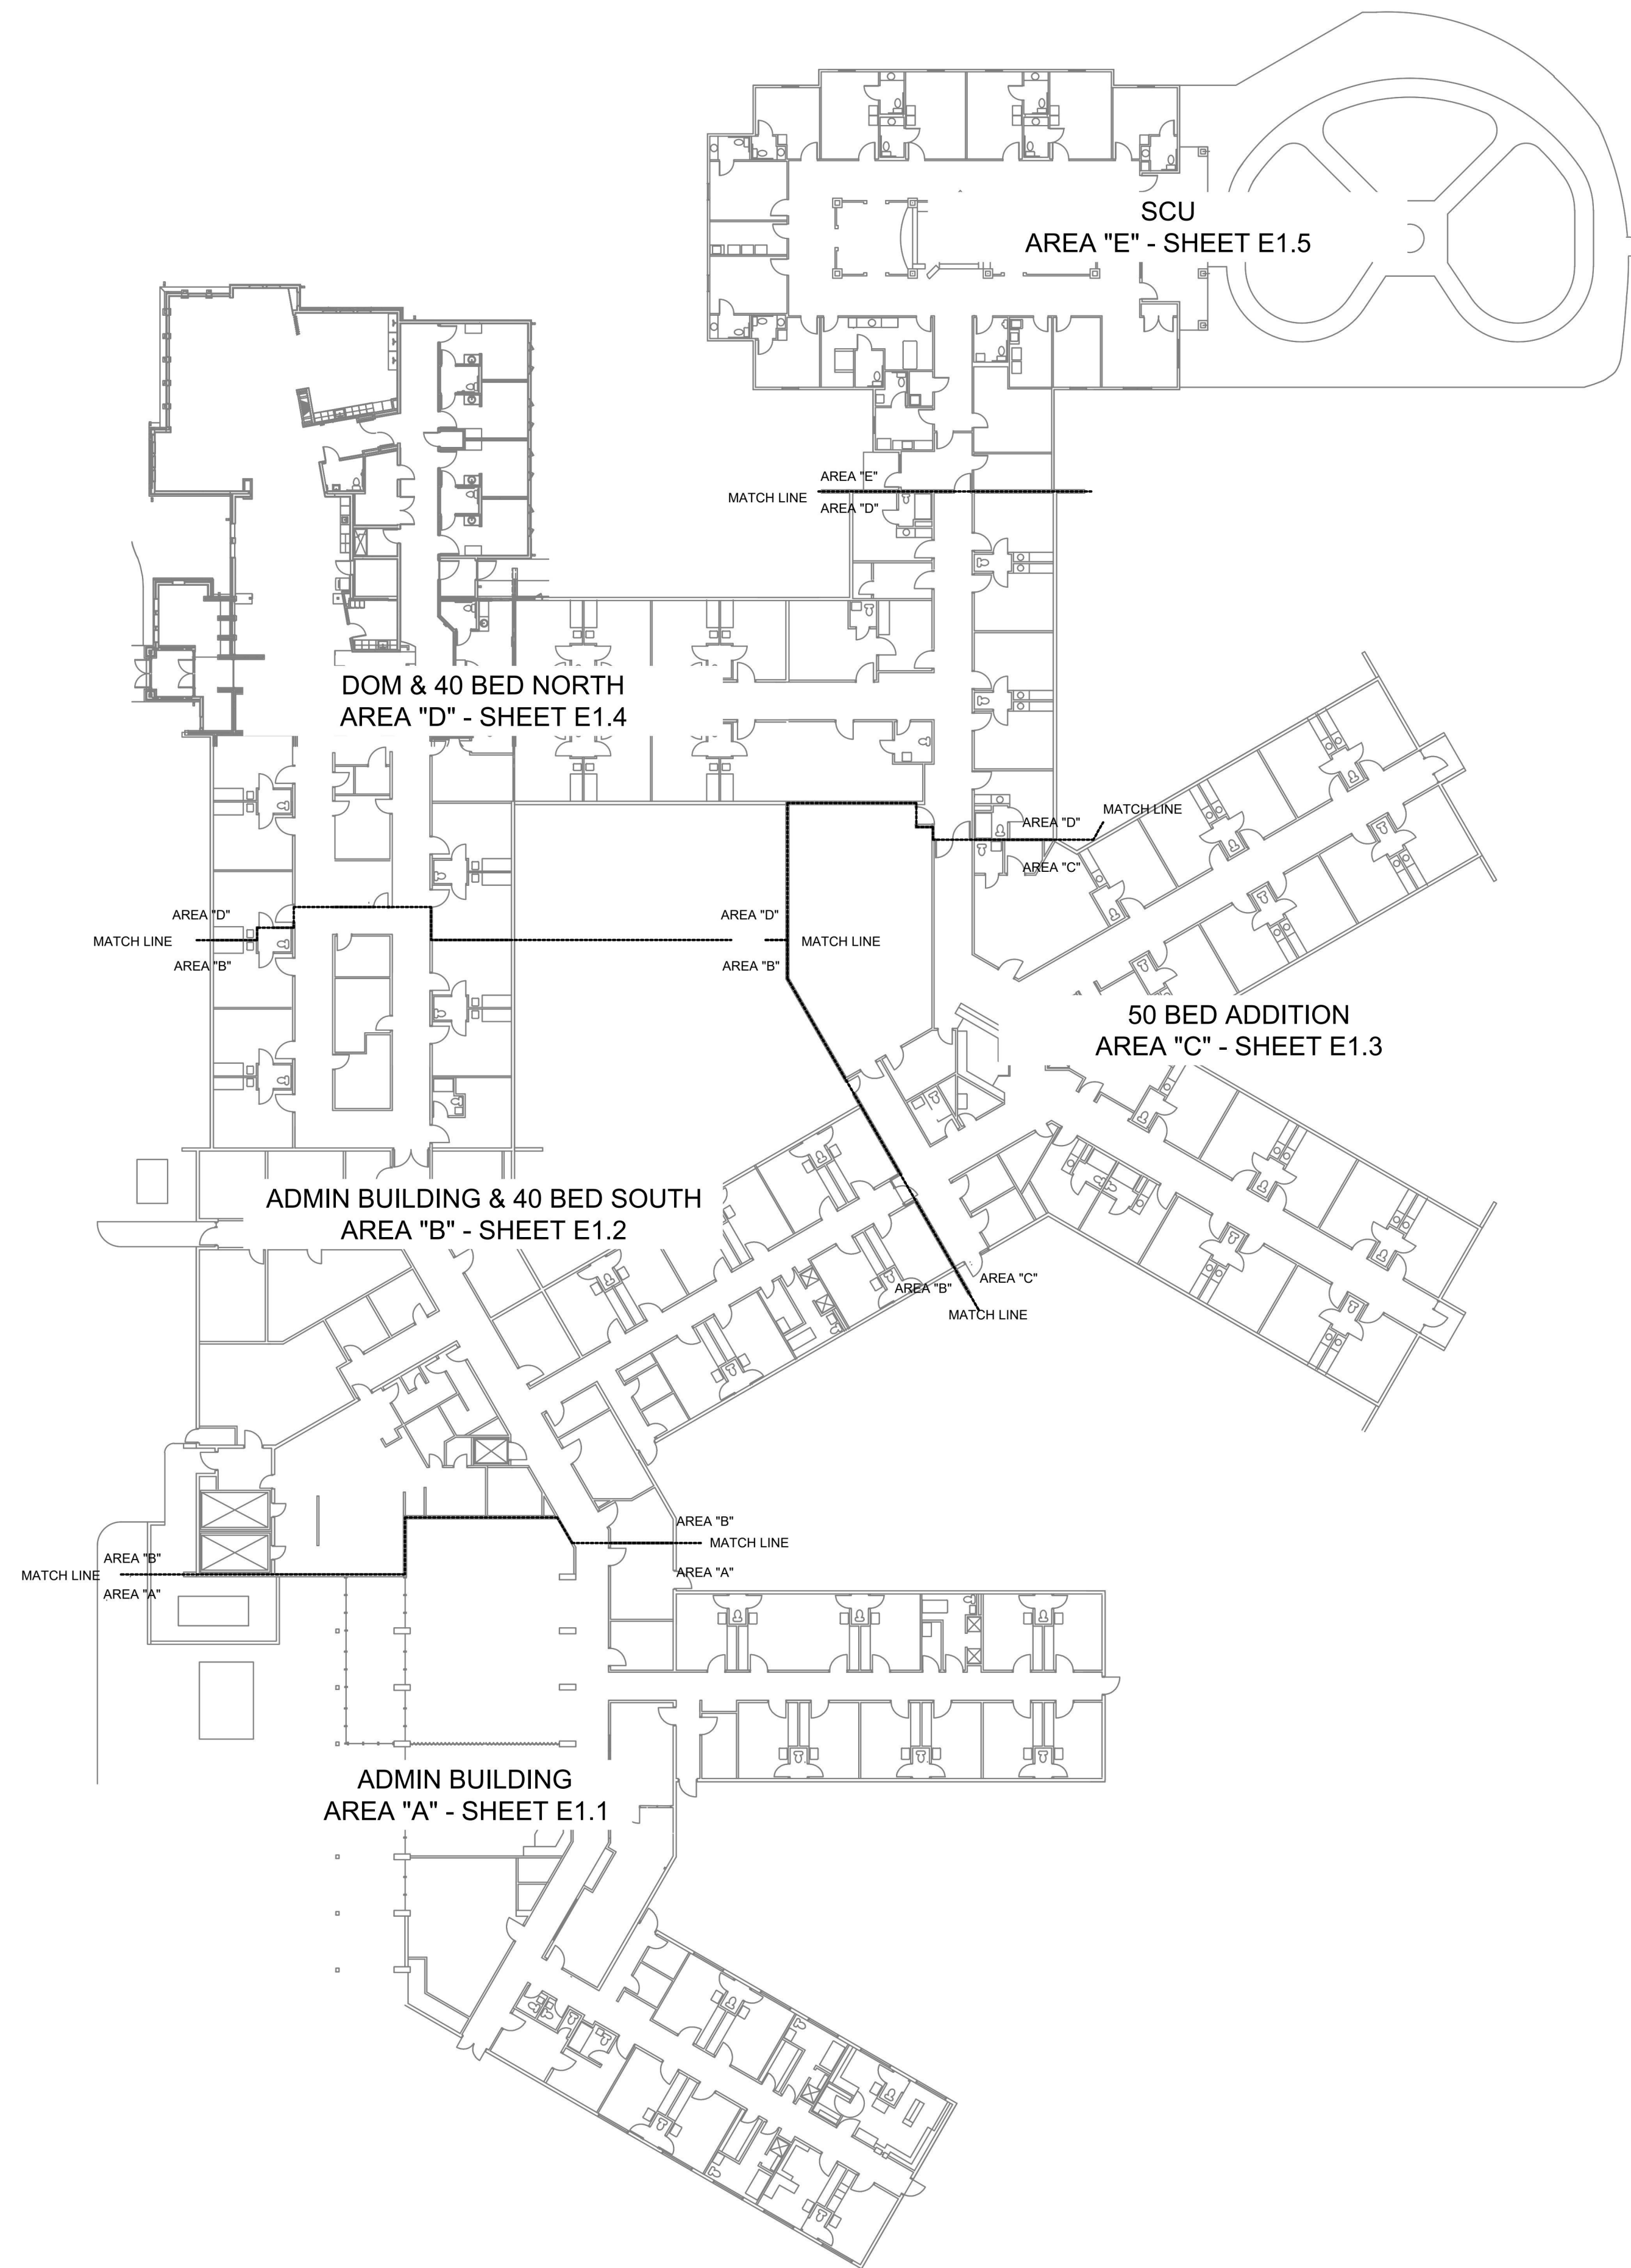 SCU
AREA "E" - SHEET E1.5
AREA "E"
MATCH LINE
AREA "D"
DOM & 40 BED NORTH
AREA "D" - SHEET E1.4
MATCH LINE
AREA "D"
AREA "C"
AREA "D"
MATCH LINE
AREA "B"
AREA "D"
MATCH LINE
AREA "B"
50 BED ADDITION
AREA "C" - SHEET E1.3
ADMIN BUILDING & 40 BED SOUTH
AREA "B" - SHEET E1.2
AREA "C"
AREA "B"
MATCH LINE
AREA "B"
MATCH LINE
AREA "A"
AREA "B"
MATCH LINE
AREA "A"
ADMIN BUILDING
AREA "A" - SHEET E1.1